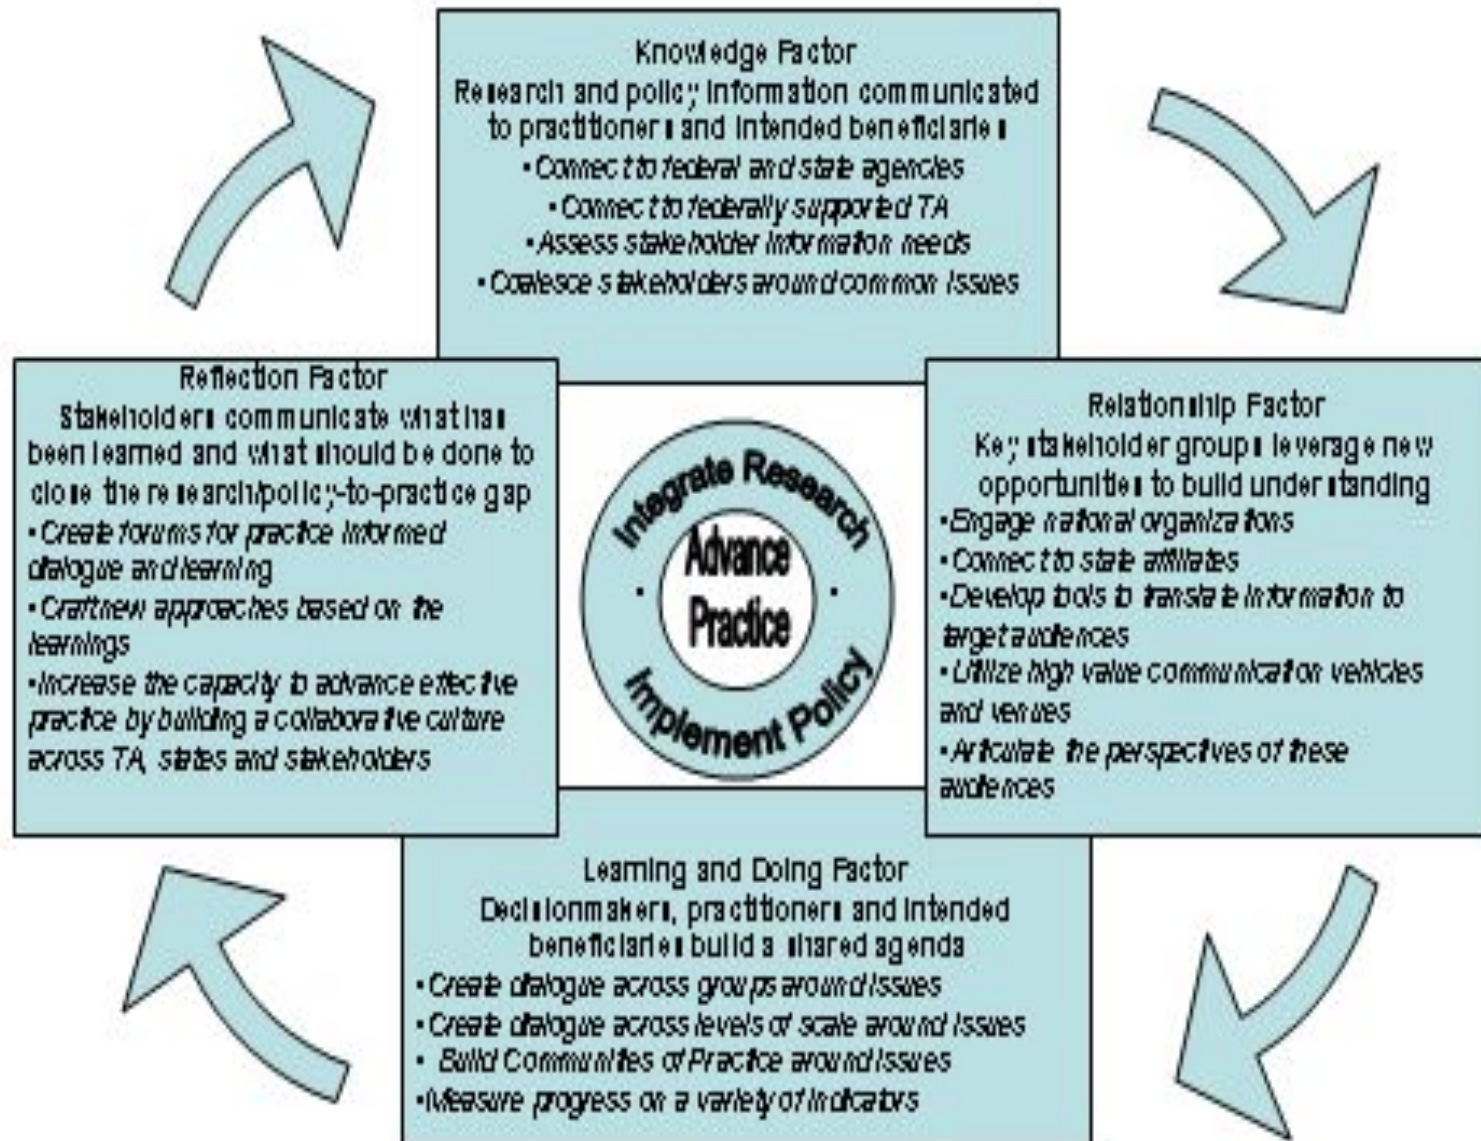 Knowledge Factor
Research and policy information communicated
to practitioners and intended beneficiaries
•Connect to federal and state agencies
•Connect to federally supported TA
•Assess stakeholder information needs
•Coalesce stakeholders around common issues
Reflection Factor
Stakeholders communicate what has
been learned and what should be done to
close the research/policy-to-practice gap
•Create forums for practice informed
dialogue and learning
•Craft new approaches based on the
learnings
•Increase the capacity to advance effective
practice by building a collaborative culture
across TA, states and stakeholders
Integrate Research
Advance
Practice
Implement Policy
Relationship Factor
Key stakeholder groups leverage new
opportunities to build understanding
•Engage national organizations
•Connect to state affiliates
•Develop tools to translate information to
target audiences
•Utilize high value communication vehicles
and venues
•Articulate the perspectives of these
audiences
Learning and Doing Factor
Decisionmakers, practitioners and intended
beneficiaries build a shared agenda
•Create dialogue across groups around issues
•Create dialogue across levels of scale around issues
• Build Communities of Practice around issues
•Measure progress on a variety of indicators